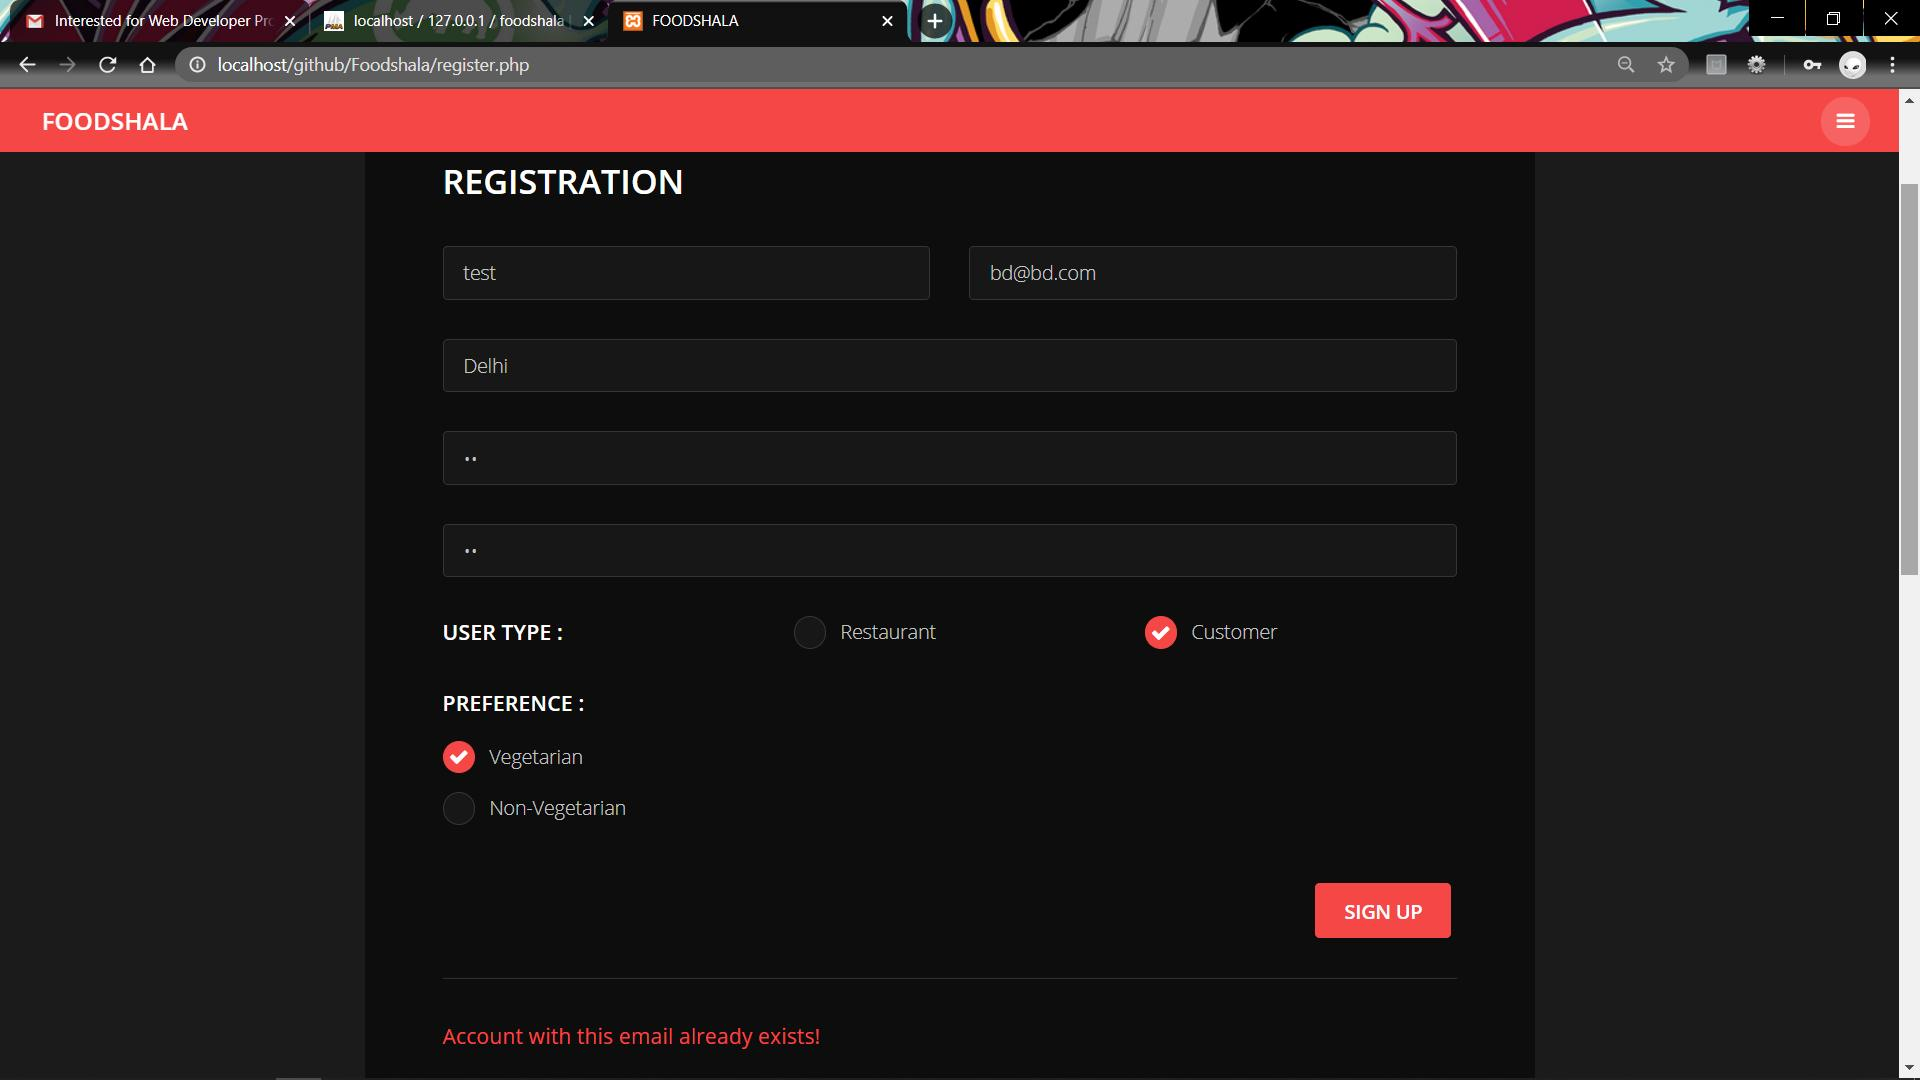 Interested for Web Developer Pro
localhost / 127.0.0.1 / foodshala
FOODSHALA
localhost/github/Foodshala/register.php
FOODSHALA
REGISTRATION
test
bd@bd.com
Delhi
••
••
USER TYPE :
Restaurant
Customer
PREFERENCE :
Vegetarian
Non-Vegetarian
SIGN UP
Account with this email already exists!